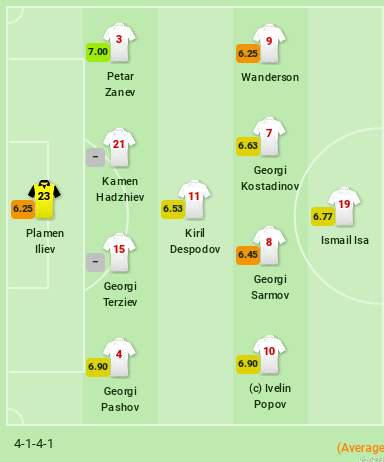 3
7.00
Petar
Zanev
9
6.25
Wanderson
21
–
Kamen
Hadzhiev
7
6.63
Georgi
Kostadinov
23
6.25
Plamen
Iliev
11
6.53
Kiril
Despodov
19
6.77
Ismail Isa
15
–
Georgi
Terziev
8
6.45
Georgi
Sarmov
4
6.90
Georgi
Pashov
10
6.90
(c) Ivelin
Popov
4-1-4-1
(Average